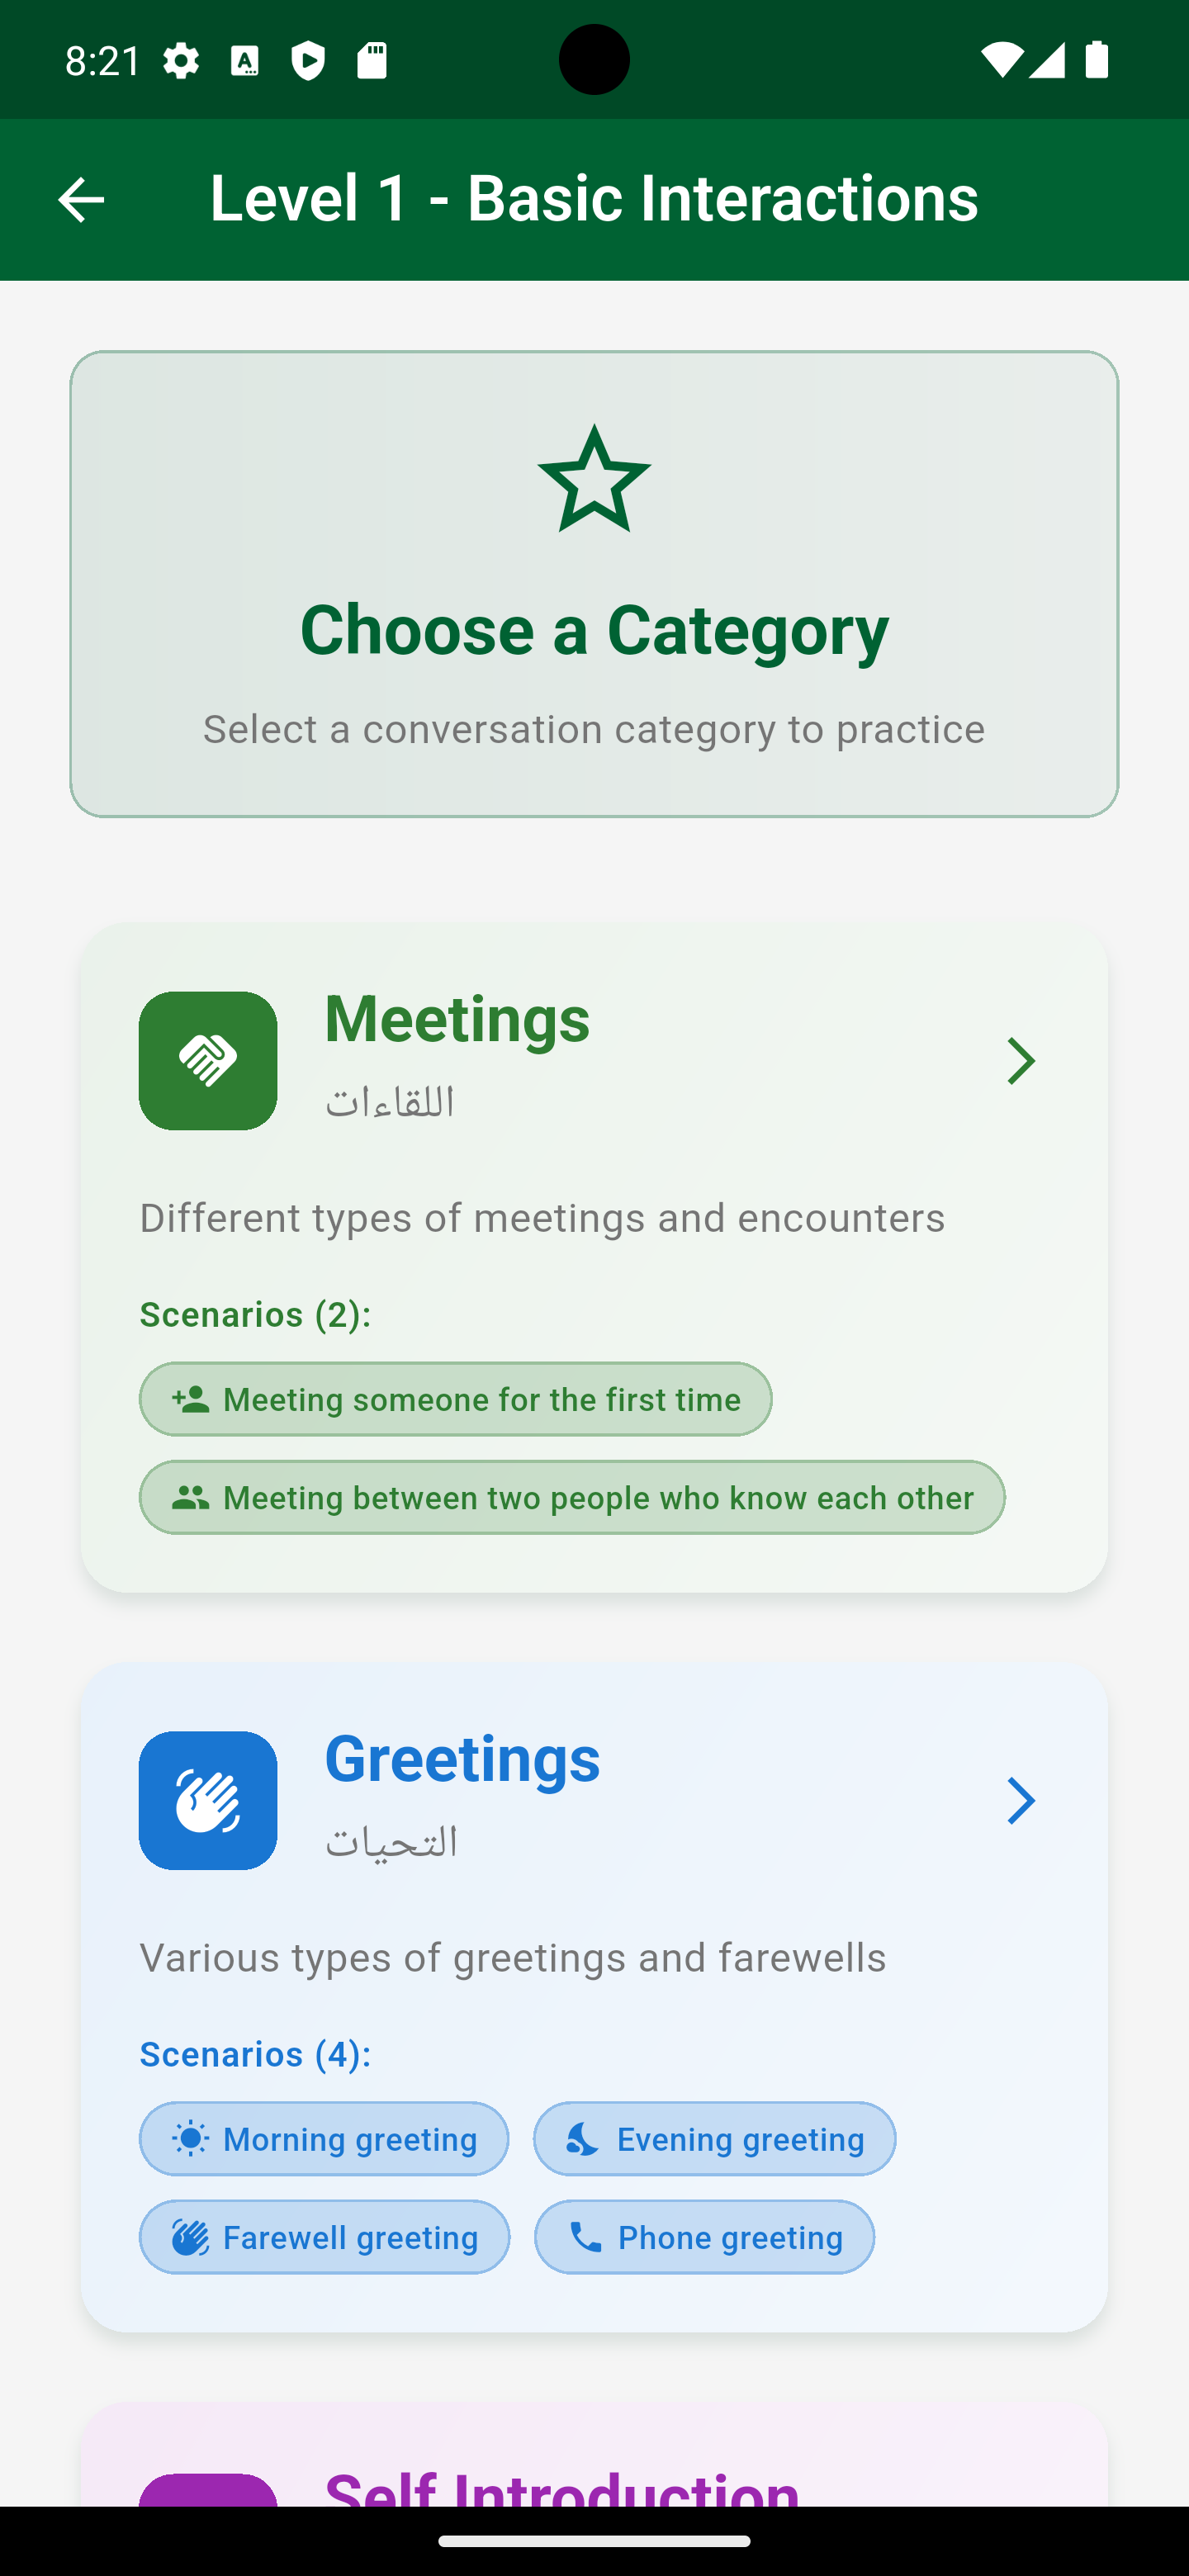 8:21
Level 1 - Basic Interactions
Choose a Category
Select a conversation category to practice
Meetings
اللقاءات
Different types of meetings and encounters
Scenarios (2):
Meeting someone for the first time
Meeting between two people who know each other
Greetings
التحيات
Various types of greetings and farewells
Scenarios (4):
Morning greeting
Evening greeting
Farewell greeting
Phone greeting
Self Introduction